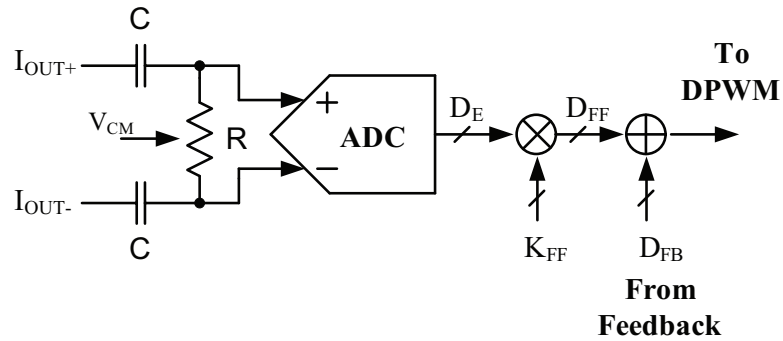 C
I_OUT+
V_CM
R
I_OUT-
C
+
−
ADC
D_E
D_FF
K_FF
D_FB
To
DPWM
From
Feedback